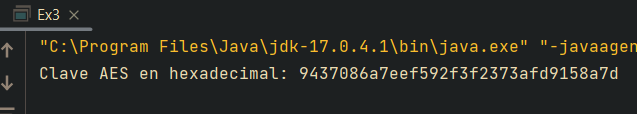 Ex3
"C:\Program Files\Java\jdk-17.0.4.1\bin\java.exe" "-javaagen
Clave AES en hexadecimal: 9437086a7eef592f3f2373afd9158a7d